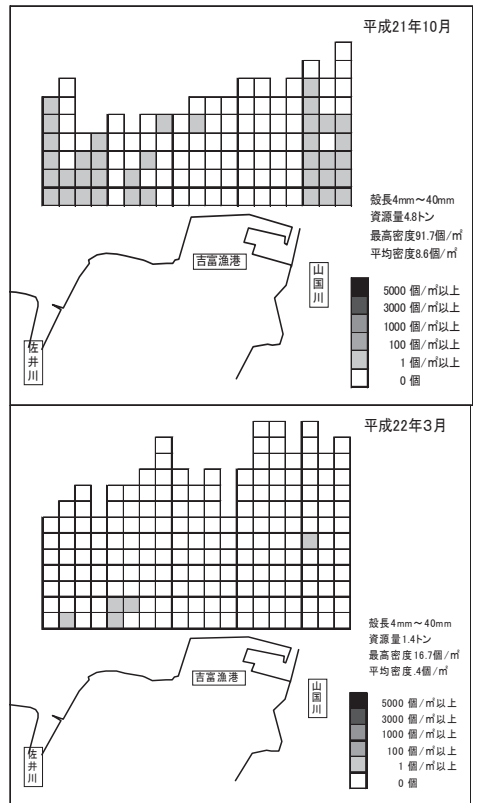 平成21年10月
殻長4mm～40mm
資源量4.8トン
最高密度91.7個/㎡
平均密度8.6個/㎡
吉富漁港
山国川
佐井川
5000 個/㎡以上
3000 個/㎡以上
1000 個/㎡以上
100 個/㎡以上
1 個/㎡以上
0 個
平成22年3月
殻長4mm～40mm
資源量1.4トン
最高密度16.7個/㎡
平均密度.4個/㎡
吉富漁港
山国川
佐井川
5000 個/㎡以上
3000 個/㎡以上
1000 個/㎡以上
100 個/㎡以上
1 個/㎡以上
0 個